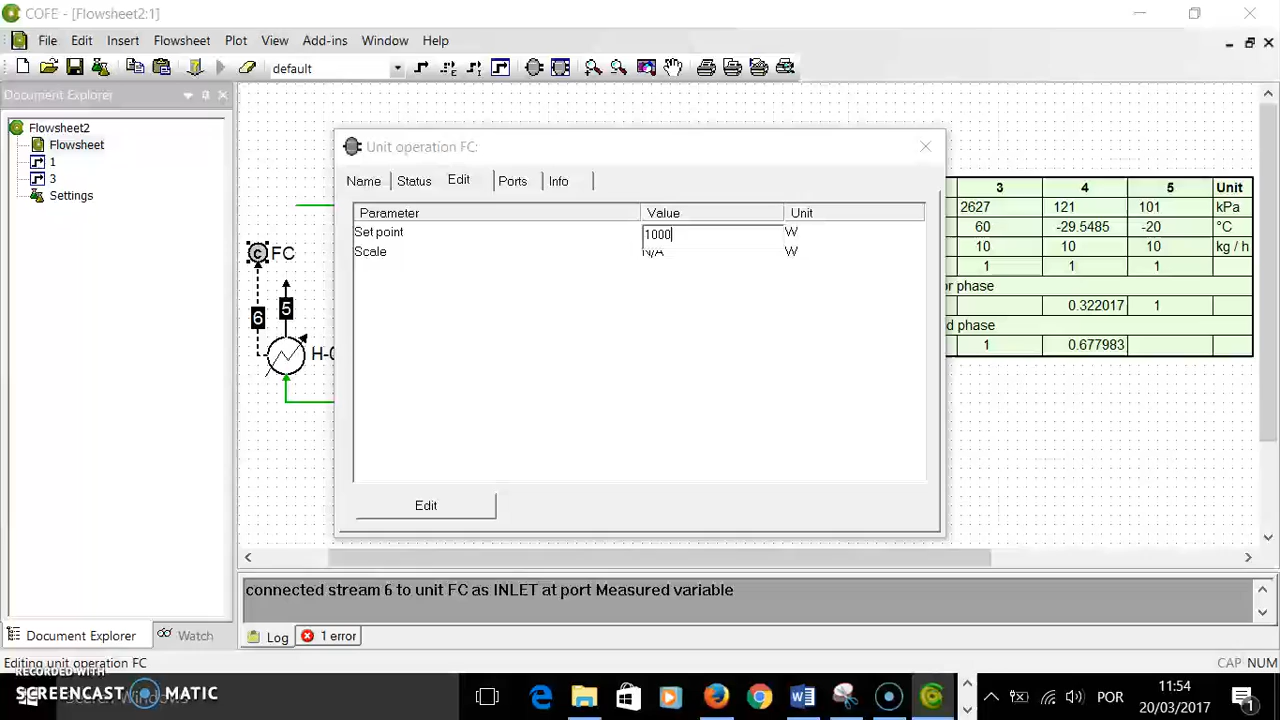 COFE - [Flowsheet2:1]
File Edit Insert Flowsheet Plot View Add-ins Window Help
default
Document Explorer
Flowsheet2
Flowsheet
1
3
Settings
Unit operation FC:
Name Status Edit Ports Info
Parameter Value Unit
Set point 1000 W
Scale N/A W
Edit
c FC
6
5
H-0
3 4 5 Unit
2627 121 101 kPa
60 -29.5485 -20 °C
10 10 10 kg / h
1 1 1
or phase
0.322017 1
d phase
1 0.677983
connected stream 6 to unit FC as INLET at port Measured variable
Document Explorer Watch
Log 1 error
Editing unit operation FC
CAP NUM
RECORDED WITH
SCREENCAST MATIC
Search Windows
POR
11:54
20/03/2017
1